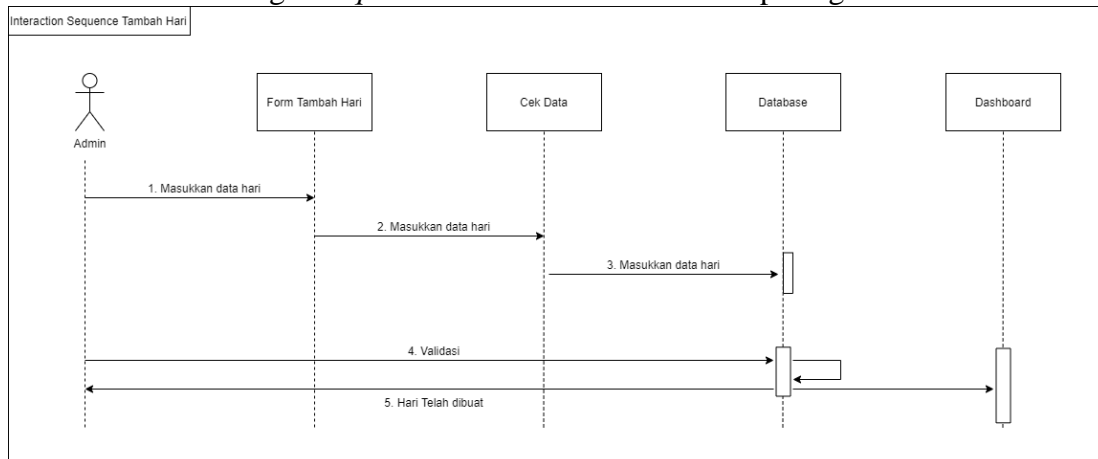 Interaction Sequence Tambah Hari
Form Tambah Hari
Cek Data
Database
Dashboard
Admin
1. Masukkan data hari
2. Masukkan data hari
3. Masukkan data hari
4. Validasi
5. Hari Telah dibuat